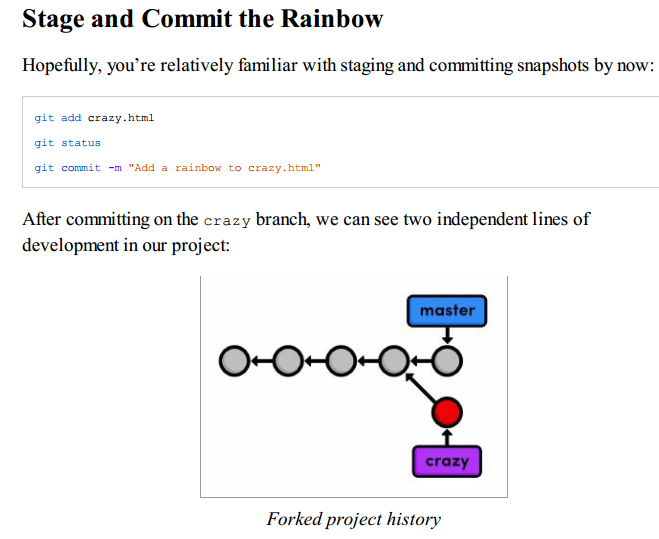 Stage and Commit the Rainbow
Hopefully, you’re relatively familiar with staging and committing snapshots by now:
git add crazy.html
git status
git commit -m "Add a rainbow to crazy.html"
After committing on the crazy branch, we can see two independent lines of
development in our project:
master
crazy
Forked project history